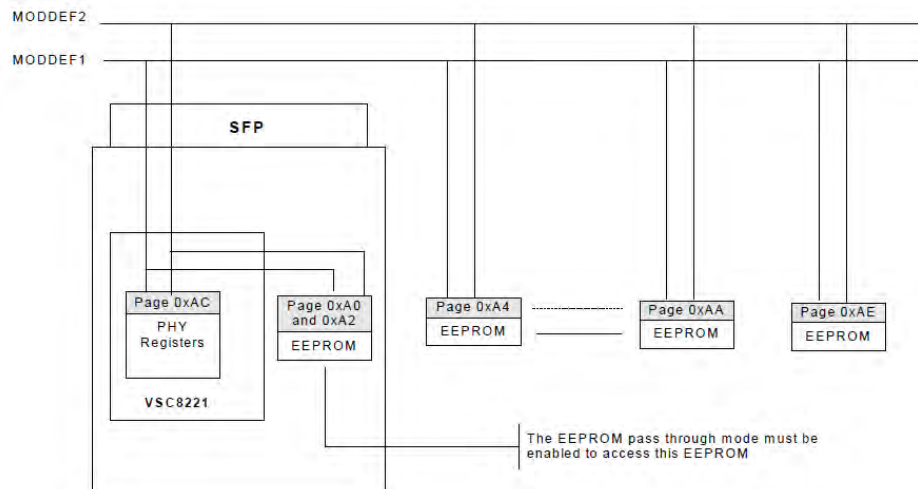 MODDEF2
MODDEF1
SFP
Page 0xAC
PHY
Registers
VSC8221
Page 0xA0
and 0xA2
EEPROM
Page 0xA4
EEPROM
Page 0xAA
EEPROM
Page 0xAE
EEPROM
The EEPROM pass through mode must be
enabled to access this EEPROM